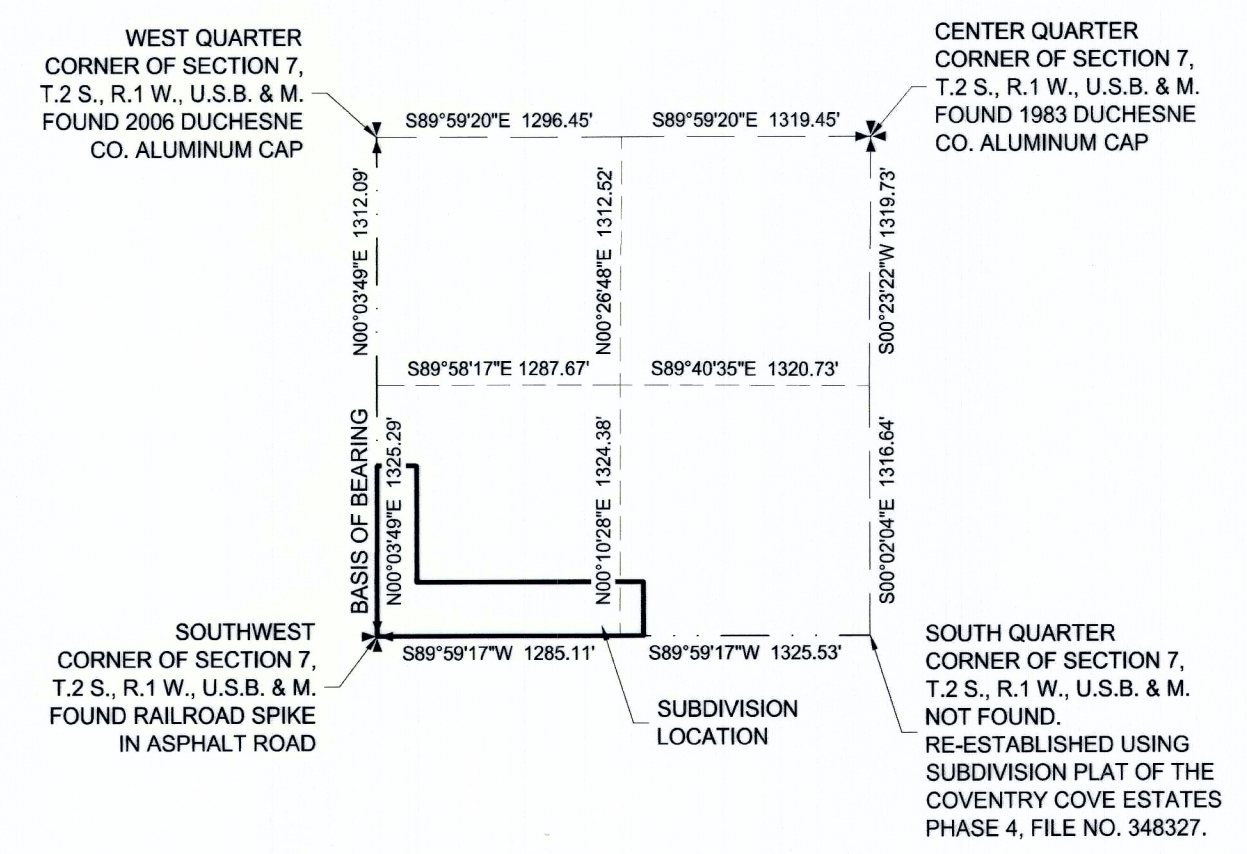 WEST QUARTER
CORNER OF SECTION 7,
T.2 S., R.1 W., U.S.B. & M.
FOUND 2006 DUCHESNE
CO. ALUMINUM CAP
CENTER QUARTER
CORNER OF SECTION 7,
T.2 S., R.1 W., U.S.B. & M.
FOUND 1983 DUCHESNE
CO. ALUMINUM CAP
S89°59'20"E 1296.45'
S89°59'20"E 1319.45'
N00°03'49"E 1312.09'
N00°26'48"E 1312.52'
S00°23'22"W 1319.73'
S89°58'17"E 1287.67'
S89°40'35"E 1320.73'
BASIS OF BEARING
N00°03'49"E 1325.29'
N00°10'28"E 1324.38'
S00°02'04"E 1316.64'
SOUTHWEST
CORNER OF SECTION 7,
T.2 S., R.1 W., U.S.B. & M.
FOUND RAILROAD SPIKE
IN ASPHALT ROAD
S89°59'17"W 1285.11'
S89°59'17"W 1325.53'
SUBDIVISION
LOCATION
SOUTH QUARTER
CORNER OF SECTION 7,
T.2 S., R.1 W., U.S.B. & M.
NOT FOUND.
RE-ESTABLISHED USING
SUBDIVISION PLAT OF THE
COVENTRY COVE ESTATES
PHASE 4, FILE NO. 348327.